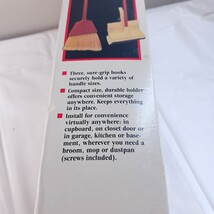 Three, sure-grip hooks
securely hold a variety of
handle sizes.
Compact size, durable holder
offers convenient storage
anywhere. Keeps everything
in its place.
Install for convenience
virtually anywhere: in
cupboard, on closet door or
in garage, kitchen or base-
ment, wherever you need a
broom, mop or dustpan
(screws included).